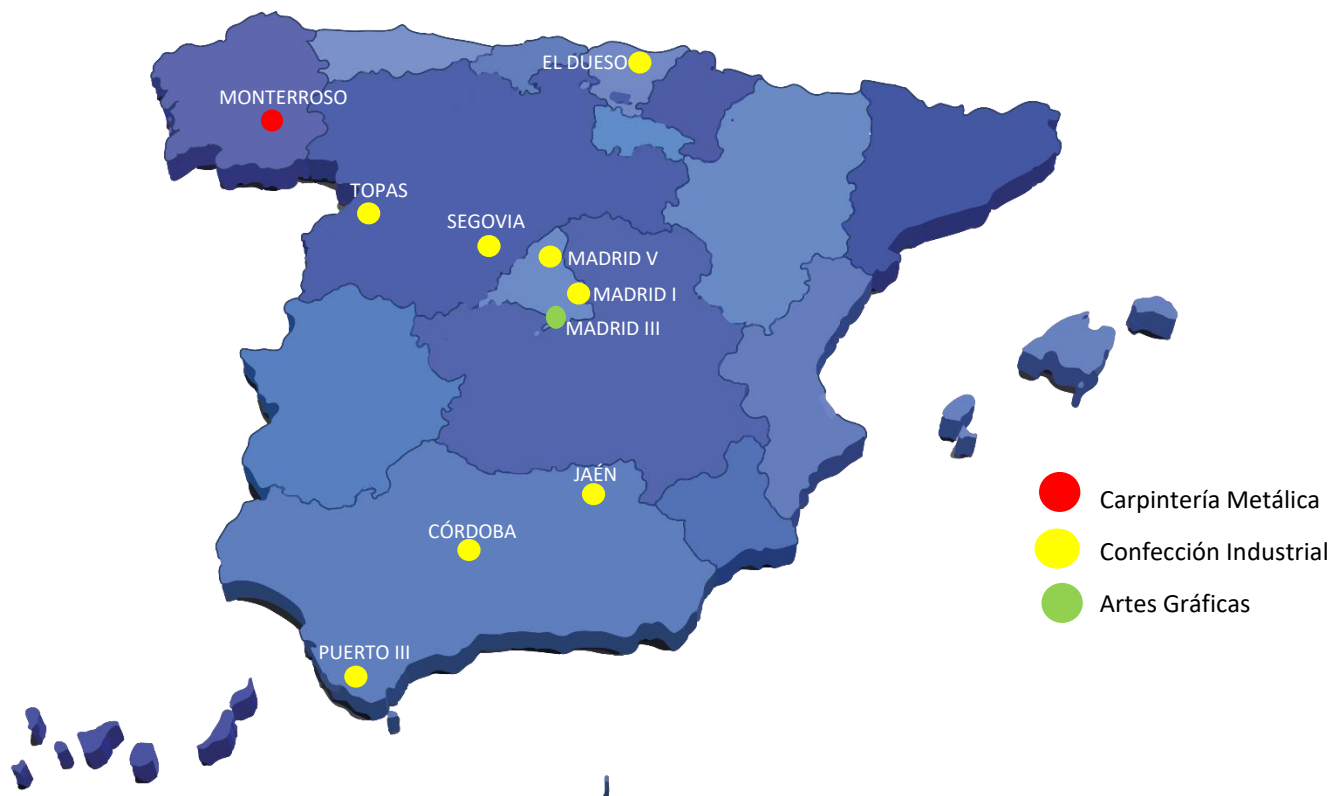 EL DUESO
MONTERROSO
TOPAS
SEGOVIA
MADRID V
MADRID I
MADRID III
JAÉN
CÓRDOBA
PUERTO III
Carpintería Metálica
Confección Industrial
Artes Gráficas